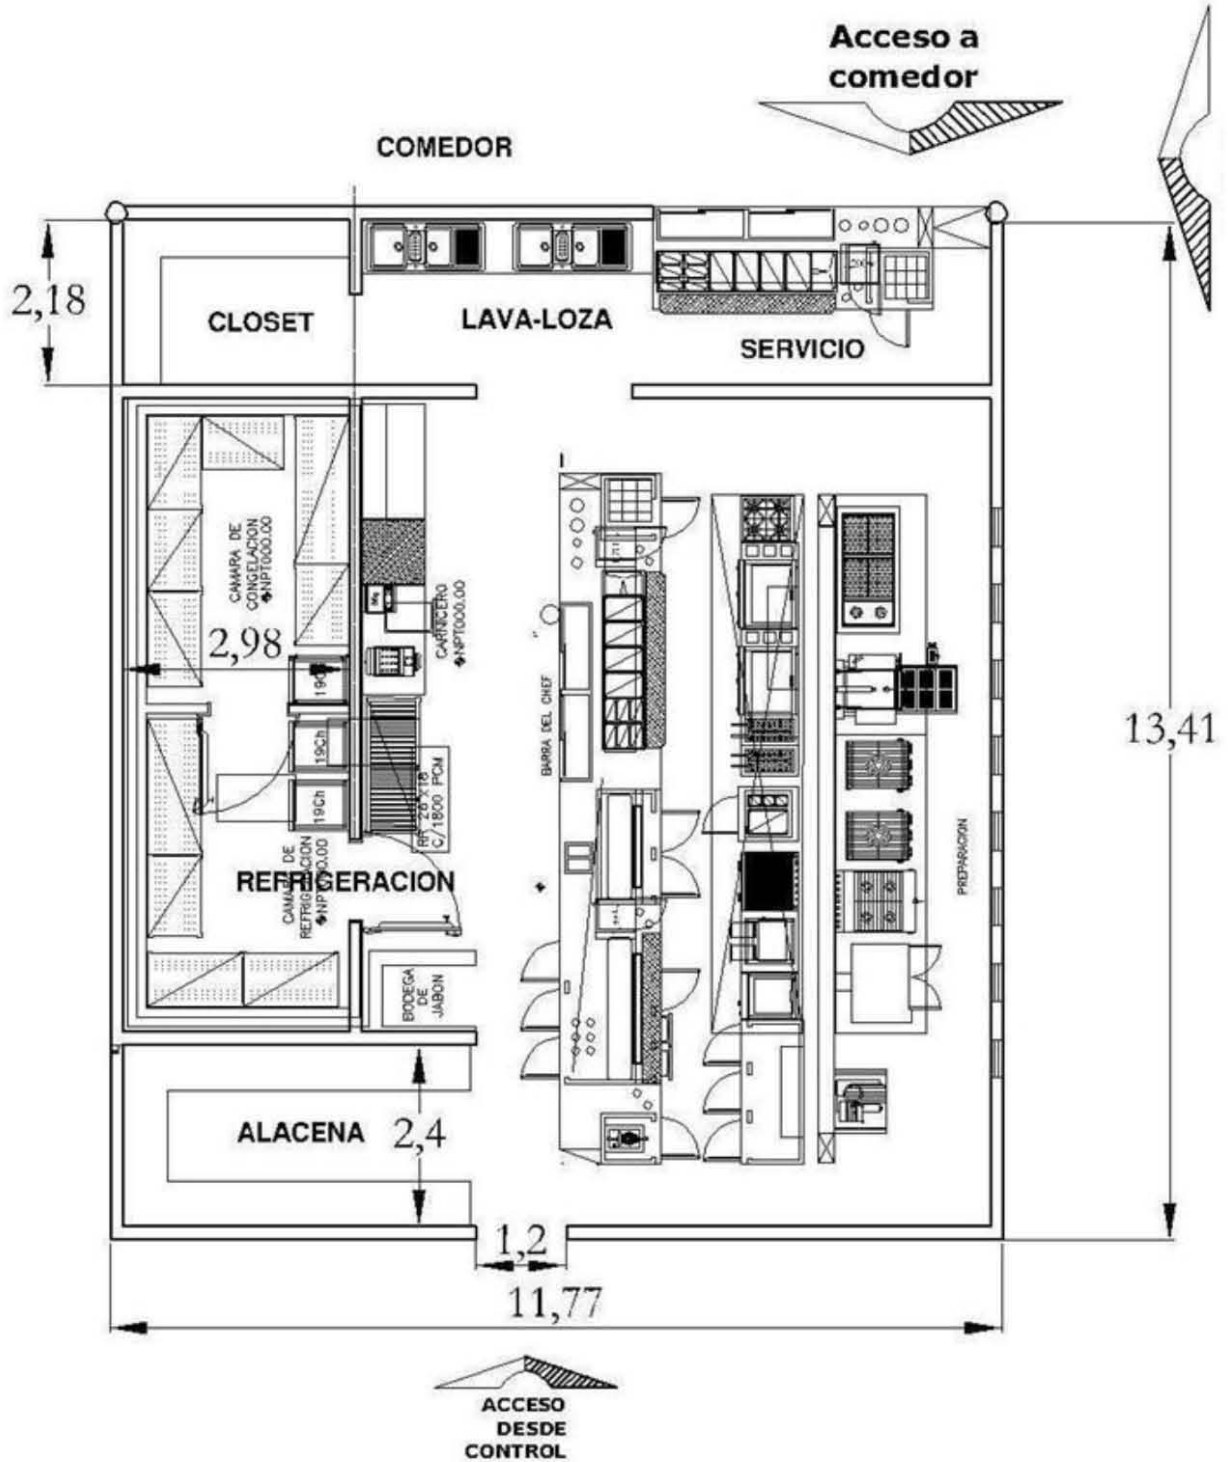 Acceso a
comedor
COMEDOR
2,18
CLOSET
LAVA-LOZA
SERVICIO
CAMARA DE
CONGELACION
NPT000.00
2,98
CARNICERO
NPT000.00
19Ch
19Ch
C/1800 PCM
BARRA DEL CHEF
13,41
PREPARACION
REFRIGERACION
CAMARA DE
REFRIGERACION
BODEGA
DE
JABON
ALACENA
2,4
1,2
11,77
ACCESO
DESDE
CONTROL